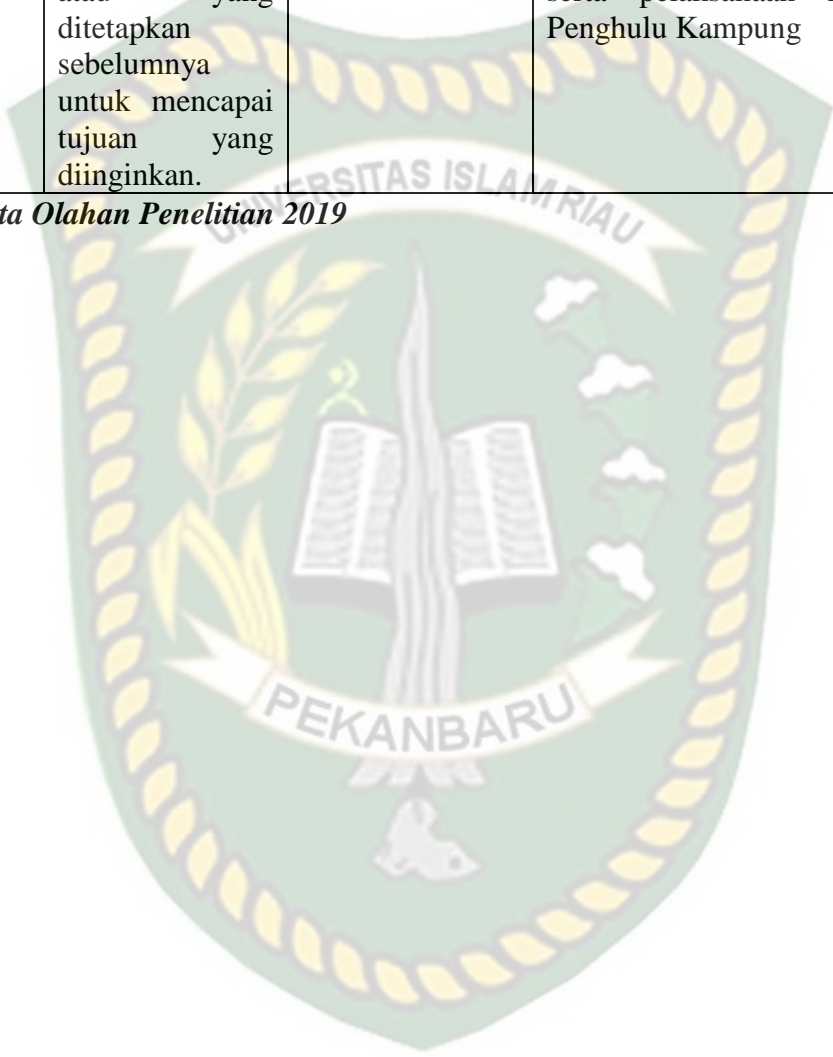 ditetapkan
sebelumnya
untuk mencapai
tujuan yang
diinginkan.
Penghulu Kampung
ta Olahan Penelitian 2019
UNIVERSITAS ISLAM RIAU
PEKANBARU